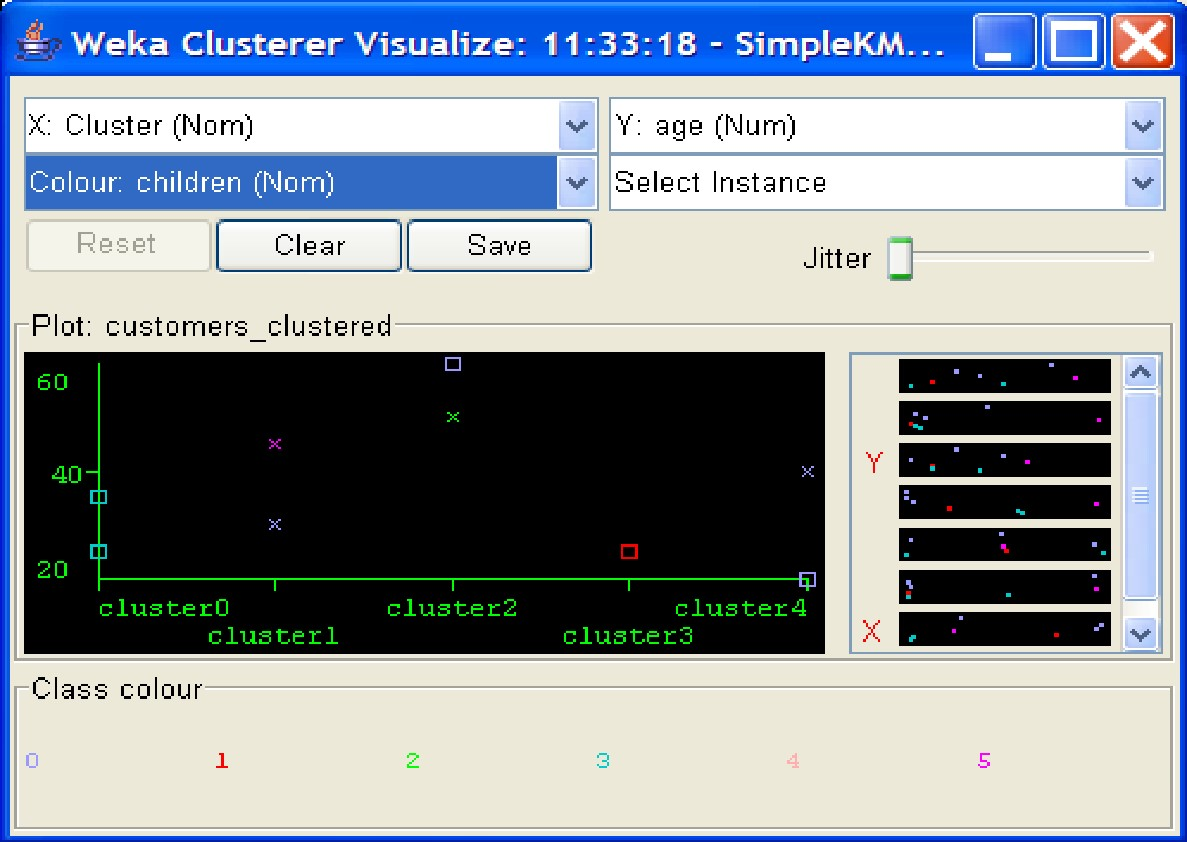 Weka Clusterer Visualize: 11:33:18 - SimpleKM...
X: Cluster (Nom) Y: age (Num)
Colour: children (Nom) Select Instance
Reset Clear Save Jitter
Plot: customers_clustered
60
40
20
cluster0 cluster2 cluster4
cluster1 cluster3
Y
X
Class colour
0 1 2 3 4 5